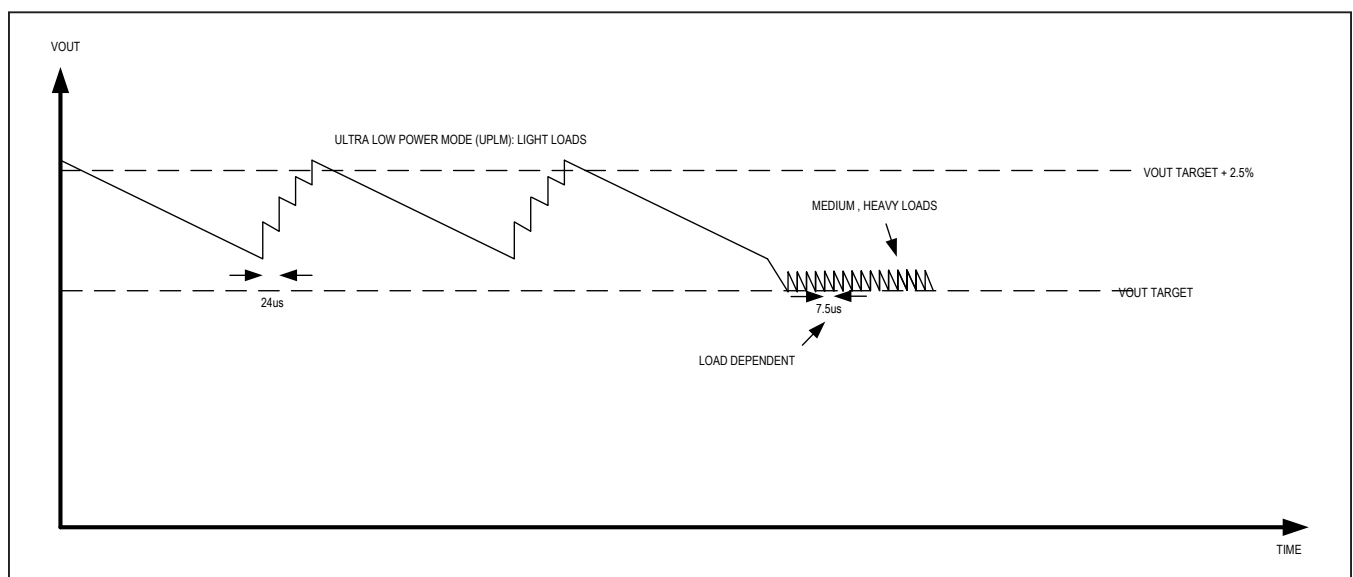 VOUT
ULTRA LOW POWER MODE (UPLM): LIGHT LOADS
VOUT TARGET + 2.5%
MEDIUM , HEAVY LOADS
24us
VOUT TARGET
7.5us
LOAD DEPENDENT
TIME